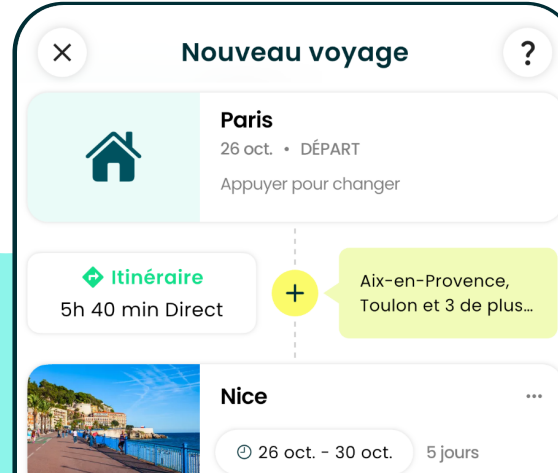 Nouveau voyage
?
Paris
26 oct. • DÉPART
Appuyer pour changer
Itinéraire
5h 40 min Direct
+
Aix-en-Provence,
Toulon et 3 de plus...
Nice
26 oct. - 30 oct.
5 jours